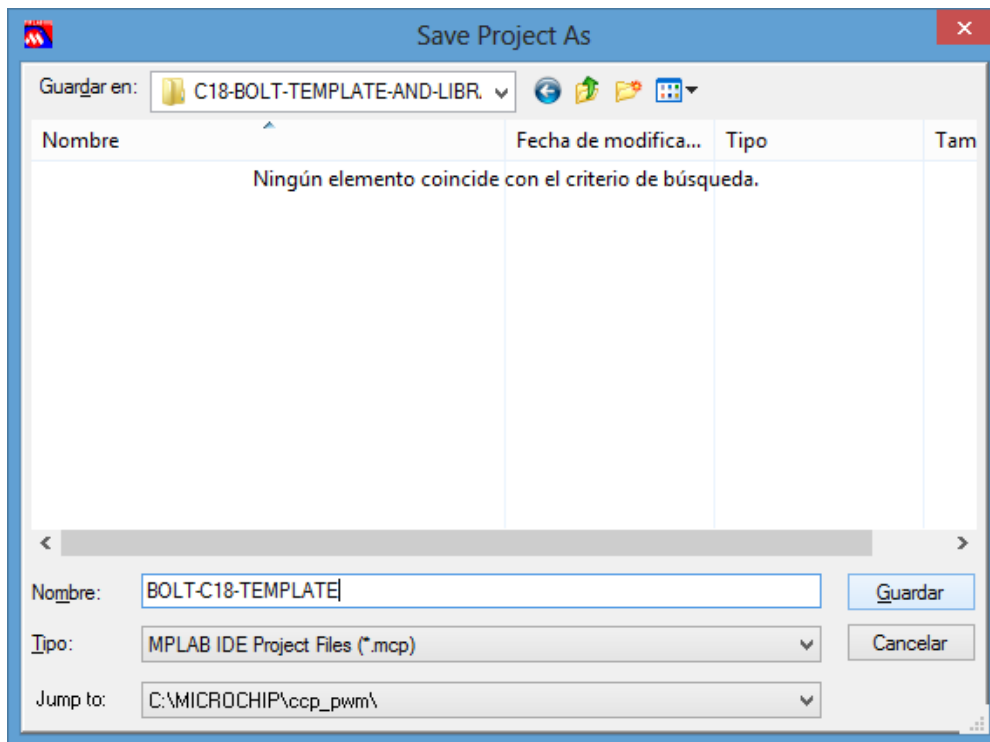 Save Project As
Guardar en: C18-BOLT-TEMPLATE-AND-LIBR.
Nombre Fecha de modifica... Tipo Tam
Ningún elemento coincide con el criterio de búsqueda.
Nombre: BOLT-C18-TEMPLATE Guardar
Tipo: MPLAB IDE Project Files (*.mcp) Cancelar
Jump to: C:\MICROCHIP\ccp_pwm\